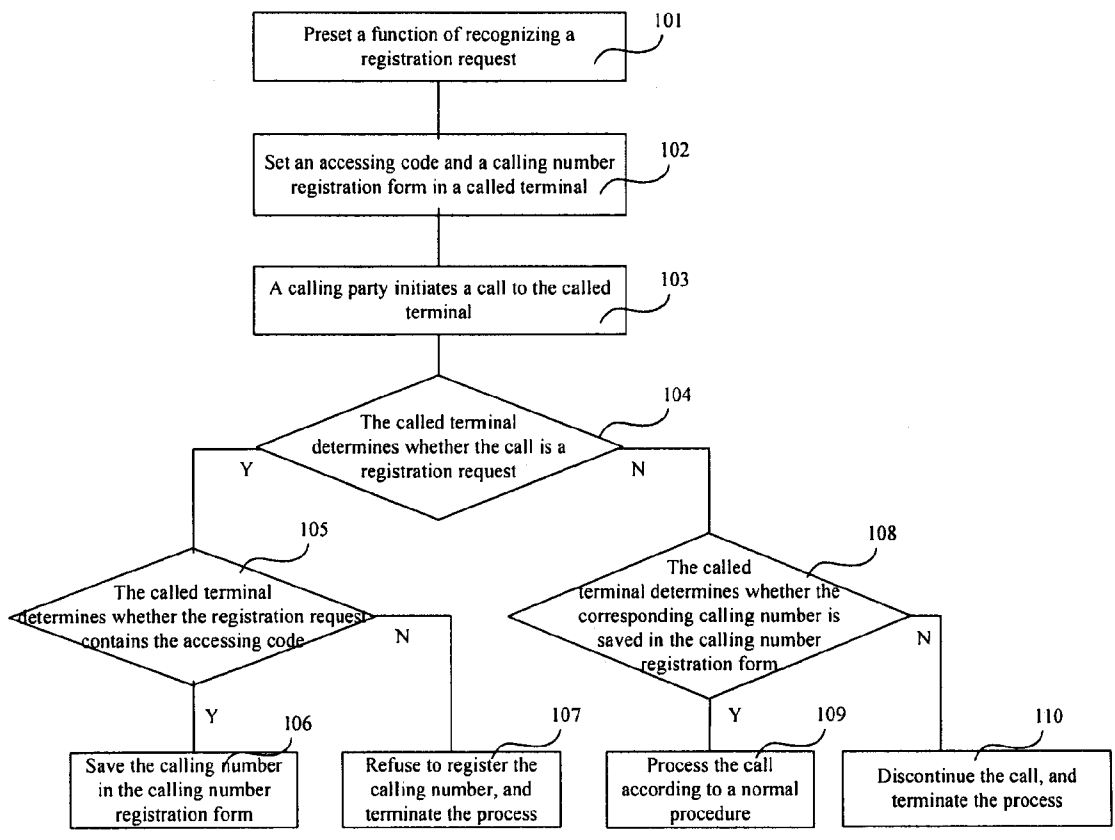 101
Preset a function of recognizing a
registration request
102
Set an accessing code and a calling number
registration form in a called terminal
103
A calling party initiates a call to the called
terminal
104
The called terminal
determines whether the call is a
registration request
Y
N
105
The called terminal
determines whether the registration request
contains the accessing code
N
Y
108
The called
terminal determines whether the
corresponding calling number is
saved in the calling number
registration form
N
Y
106
Save the calling number
in the calling number
registration form
107
Refuse to register the
calling number, and
terminate the process
109
Process the call
according to a normal
procedure
110
Discontinue the call, and
terminate the process